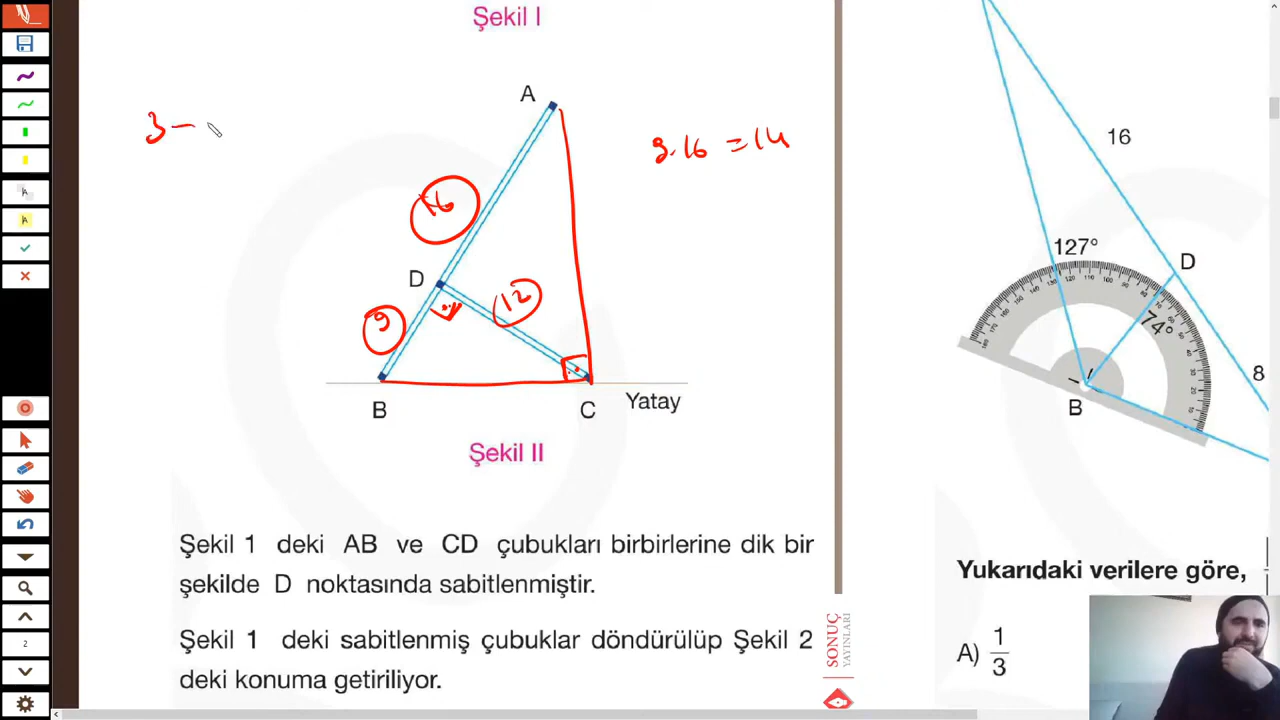 Şekil I
A
3 –
9.16 = 14
16
D
9
12
B
C
Yatay
Şekil II
Şekil 1 deki AB ve CD çubukları birbirlerine dik bir
şekilde D noktasında sabitlenmiştir.
Şekil 1 deki sabitlenmiş çubuklar döndürülüp Şekil 2
deki konuma getiriliyor.
SONUÇ
YAYINLARI
16
127°
D
74°
8
B
Yukarıdaki verilere göre,
A) 1/3
2